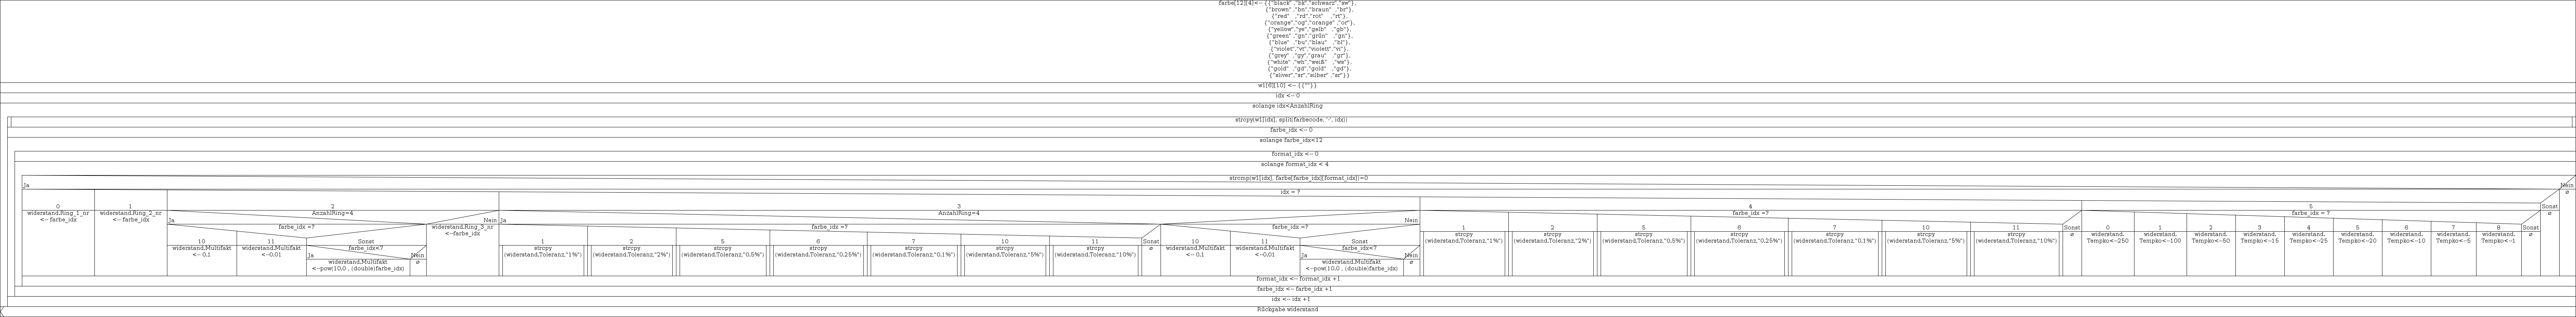 farbe[12][4]<-- {{"black" ,"bk","schwarz","sw"},
{"brown" ,"bn","braun" ,"br"},
{"red" ,"rd","rot" ,"rt"},
{"orange","og","orange" ,"or"},
{"yellow","ye","gelb" ,"gb"},
{"green" ,"gn","grün" ,"gn"},
{"blue" ,"bu","blau" ,"bl"},
{"violet","vt","violett","vi"},
{"grey" ,"gy","grau" ,"gr"},
{"white" ,"wh","weiß" ,"ws"},
{"gold" ,"gd","gold" ,"gd"},
{"silver","sr","silber" ,"sr"}}
w1[6][10] <-- {{""}}
idx <-- 0
solange idx<AnzahlRing
strcpy(w1[idx], split(farbecode, '-', idx))
farbe_idx <-- 0
solange farbe_idx<12
format_idx <-- 0
solange format_idx < 4
strcmp(w1[idx], farbe[farbe_idx][format_idx])=0
Ja
Nein
idx = ?
ø
0
1
2
3
4
5
Sonst
widerstand.Ring_1_nr
<-- farbe_idx
widerstand.Ring_2_nr
<-- farbe_idx
AnzahlRing=4
Ja
Nein
farbe_idx =?
10
11
Sonst
widerstand.Multifakt
<-- 0.1
widerstand.Multifakt
<--0.01
farbe_idx<7
Ja
Nein
widerstand.Multifakt
<--pow(10.0 , (double)farbe_idx)
ø
widerstand.Ring_3_nr
<--farbe_idx
AnzahlRing=4
Ja
Nein
farbe_idx =?
1
2
5
6
7
10
11
Sonst
strcpy
(widerstand.Toleranz,"1%")
strcpy
(widerstand.Toleranz,"2%")
strcpy
(widerstand.Toleranz,"0,5%")
strcpy
(widerstand.Toleranz,"0,25%")
strcpy
(widerstand.Toleranz,"0,1%")
strcpy
(widerstand.Toleranz,"5%")
strcpy
(widerstand.Toleranz,"10%")
ø
farbe_idx =?
10
11
Sonst
widerstand.Multifakt
<-- 0.1
widerstand.Multifakt
<--0.01
farbe_idx<7
Ja
Nein
widerstand.Multifakt
<--pow(10.0 , (double)farbe_idx)
ø
farbe_idx =?
1
2
5
6
7
10
11
Sonst
strcpy
(widerstand.Toleranz,"1%")
strcpy
(widerstand.Toleranz,"2%")
strcpy
(widerstand.Toleranz,"0,5%")
strcpy
(widerstand.Toleranz,"0,25%")
strcpy
(widerstand.Toleranz,"0,1%")
strcpy
(widerstand.Toleranz,"5%")
strcpy
(widerstand.Toleranz,"10%")
ø
farbe_idx = ?
0
1
2
3
4
5
6
7
8
Sonst
widerstand.
Tempko<--250
widerstand.
Tempko<--100
widerstand.
Tempko<--50
widerstand.
Tempko<--15
widerstand.
Tempko<--25
widerstand.
Tempko<--20
widerstand.
Tempko<--10
widerstand.
Tempko<--5
widerstand.
Tempko<--1
ø
ø
format_idx <-- format_idx +1
farbe_idx <-- farbe_idx +1
idx <-- idx +1
Rückgabe widerstand